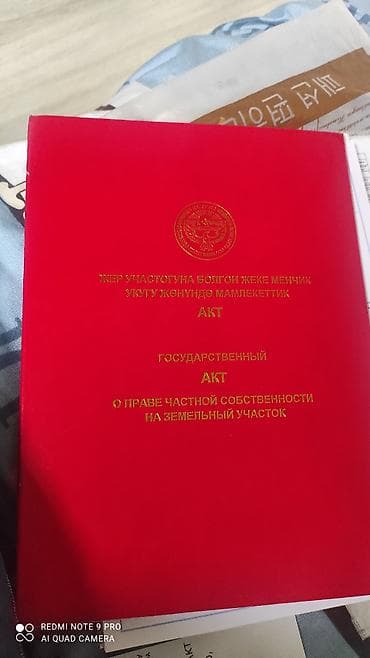 ЖЕР УЧАСТОГУНА БОЛГОН ЖЕКЕ МЕНЧИК
УКУГУ ЖӨНҮНДӨ МАМЛЕКЕТТИК
АКТ
ГОСУДАРСТВЕННЫЙ
АКТ
О ПРАВЕ ЧАСТНОЙ СОБСТВЕННОСТИ
НА ЗЕМЕЛЬНЫЙ УЧАСТОК
REDMI NOTE 9 PRO
AI QUAD CAMERA